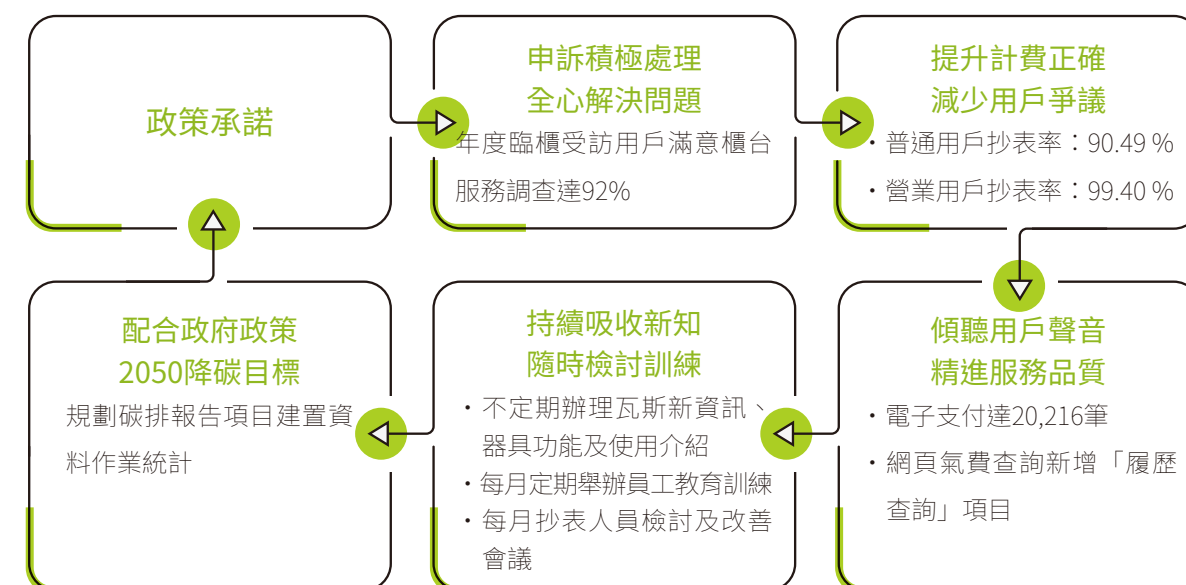 政策承諾
申訴積極處理
全心解決問題
年度臨櫃受訪用戶滿意櫃台
服務調查達92%
提升計費正確
減少用戶爭議
・普通用戶抄表率：90.49 %
・營業用戶抄表率：99.40 %
配合政府政策
2050降碳目標
規劃碳排報告項目建置資
料作業統計
持續吸收新知
隨時檢討訓練
・不定期辦理瓦斯新資訊、
器具功能及使用介紹
・每月定期舉辦員工教育訓練
・每月抄表人員檢討及改善
會議
傾聽用戶聲音
精進服務品質
・電子支付達20,216筆
・網頁氣費查詢新增「履歷
查詢」項目